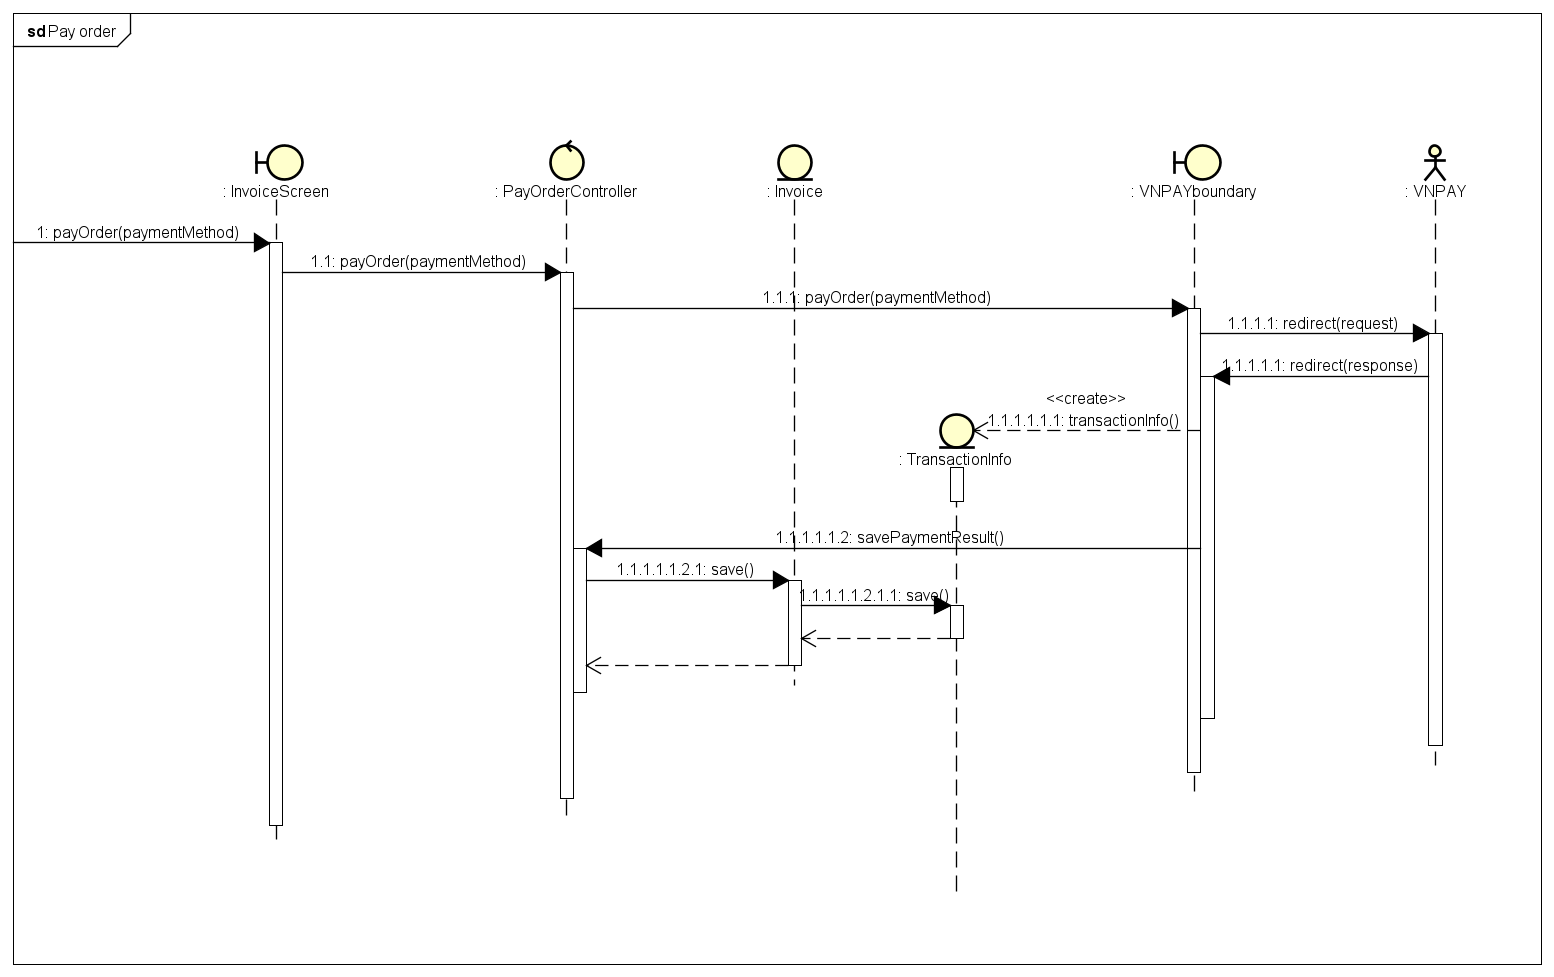 sd Pay order
: InvoiceScreen
: PayOrderController
: Invoice
: VNPAYboundary
: VNPAY
1: payOrder(paymentMethod)
1.1: payOrder(paymentMethod)
1.1.1: payOrder(paymentMethod)
1.1.1.1: redirect(request)
1.1.1.1.1: redirect(response)
<<create>>
1.1.1.1.1.1: transactionInfo()
: TransactionInfo
1.1.1.1.1.2: savePaymentResult()
1.1.1.1.1.2.1: save()
1.1.1.1.1.2.1.1: save()